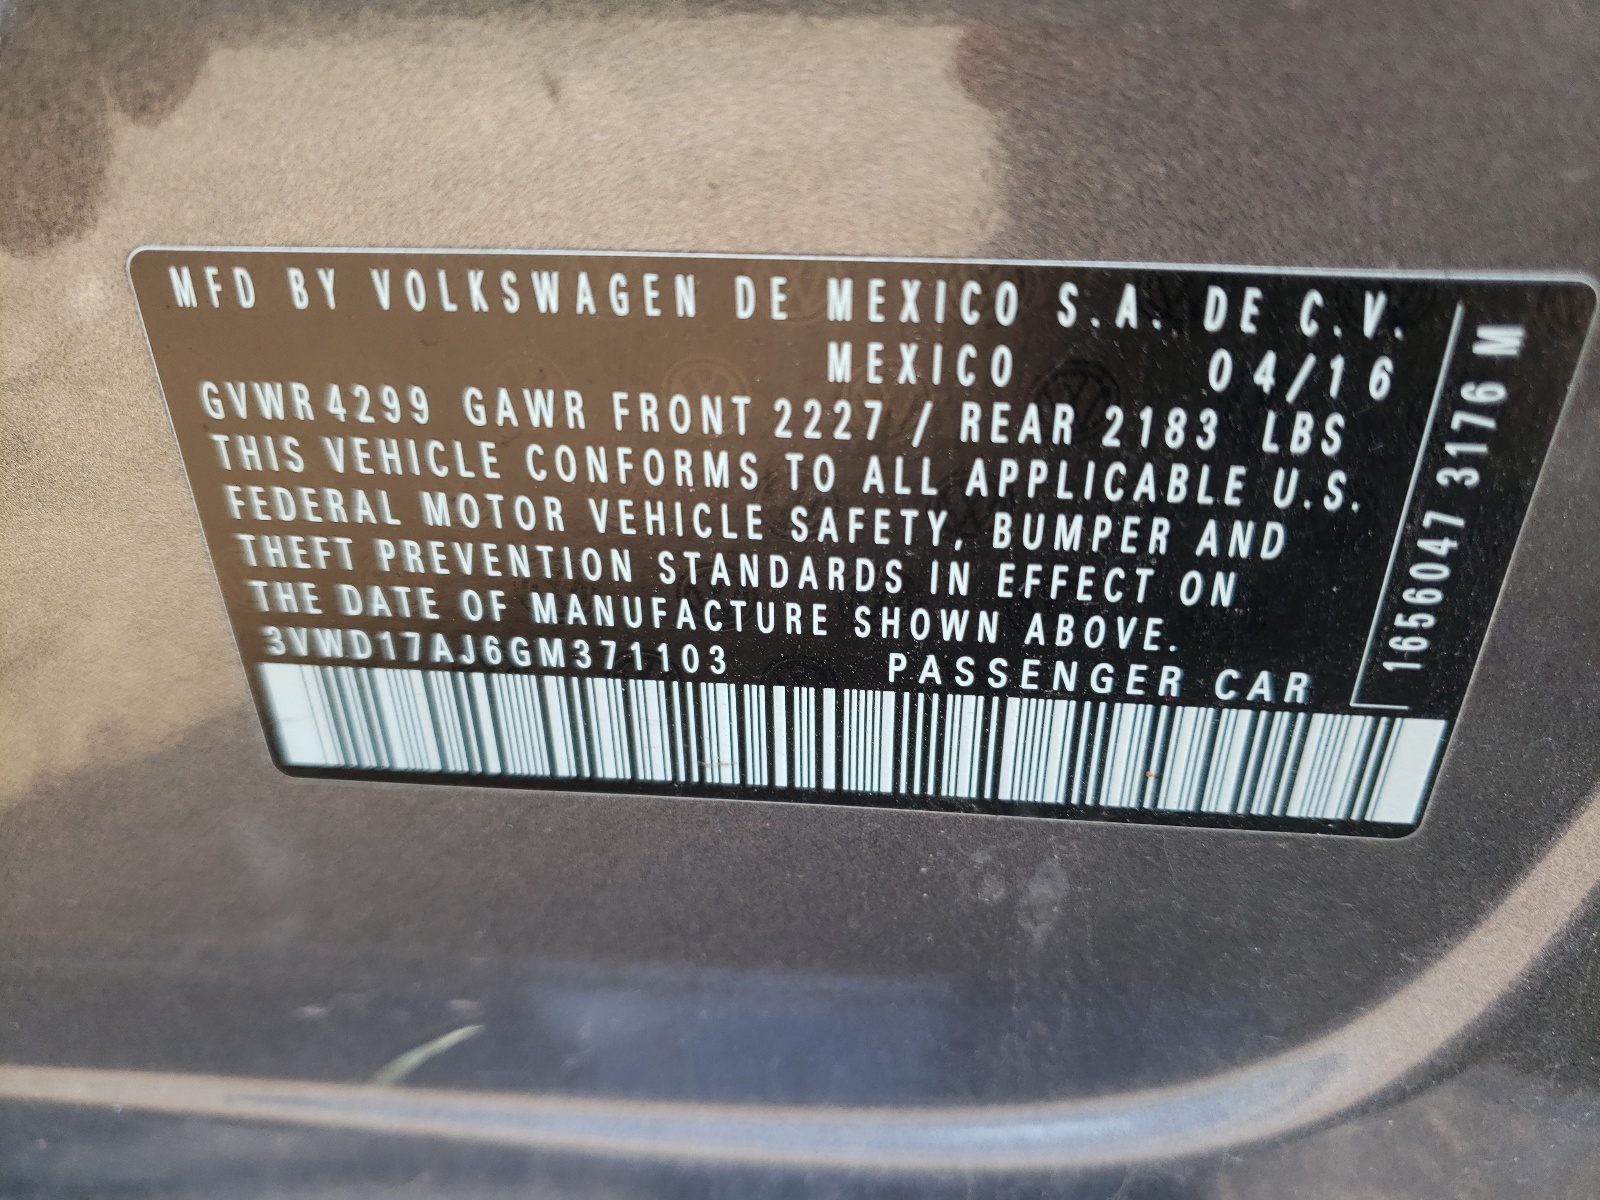 MFD BY VOLKSWAGEN DE MEXICO S.A. DE C.V.
MEXICO 04/16
GVWR 4299 GAWR FRONT 2227 / REAR 2183 LBS
THIS VEHICLE CONFORMS TO ALL APPLICABLE U.S.
FEDERAL MOTOR VEHICLE SAFETY, BUMPER AND
THEFT PREVENTION STANDARDS IN EFFECT ON
THE DATE OF MANUFACTURE SHOWN ABOVE.
3VWD17AJ6GM371103 PASSENGER CAR
1656047 3176 M